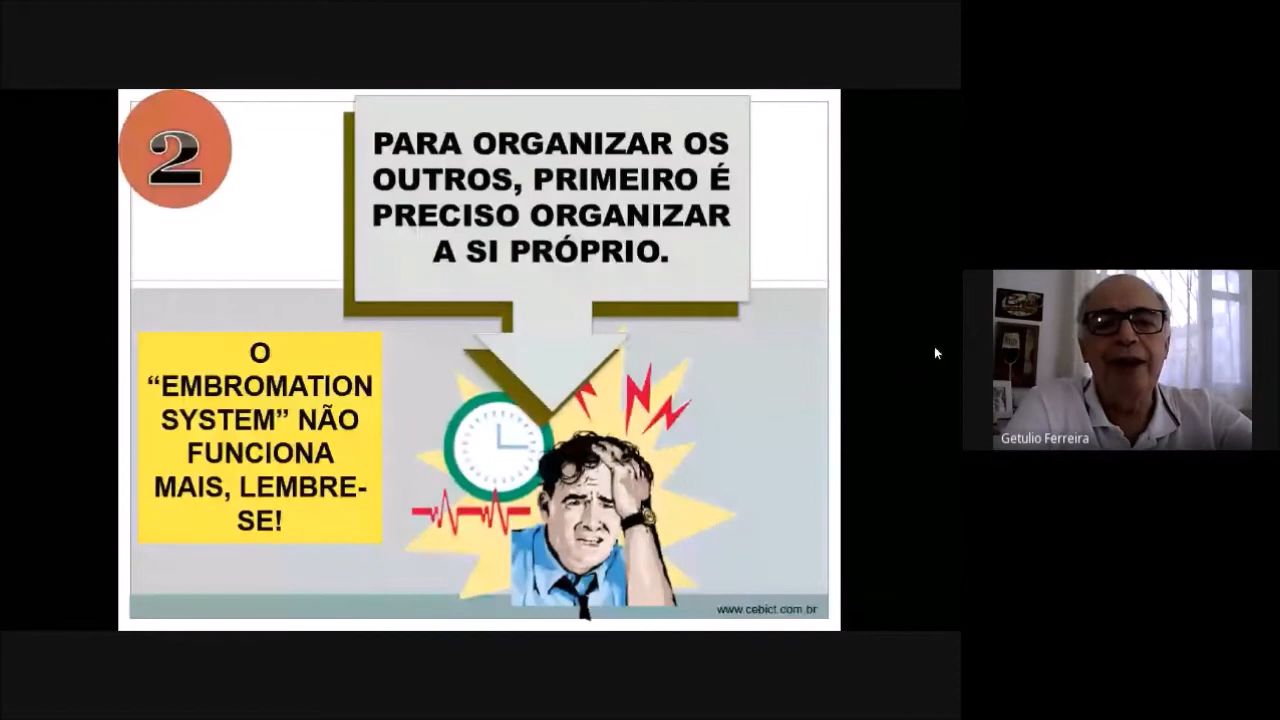 2
PARA ORGANIZAR OS
OUTROS, PRIMEIRO É
PRECISO ORGANIZAR
A SI PRÓPRIO.
O
“EMBROMATION
SYSTEM” NÃO
FUNCIONA
MAIS, LEMBRE-
SE!
www.cebict.com.br
Getulio Ferreira